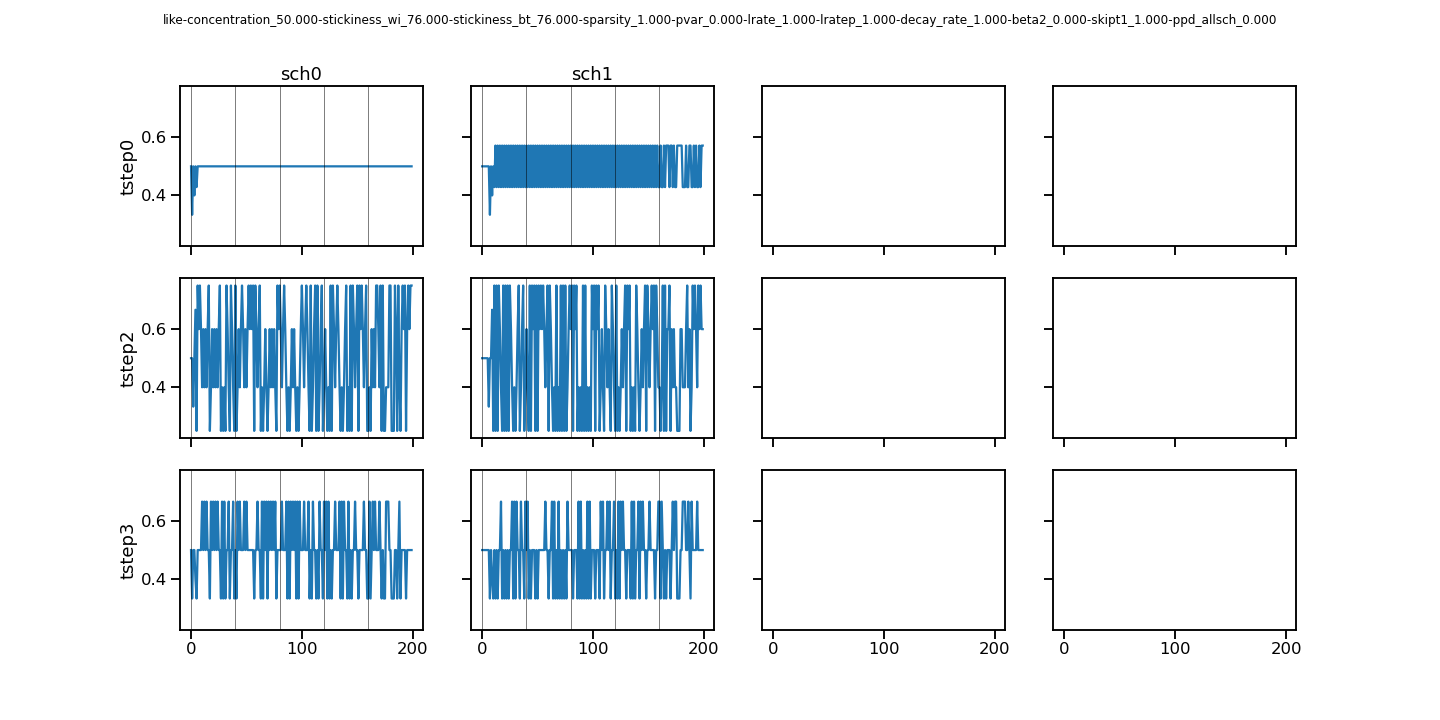 like-concentration_50.000-stickiness_wi_76.000-stickiness_bt_76.000-sparsity_1.000-pvar_0.000-lrate_1.000-lratep_1.000-decay_rate_1.000-beta2_0.000-skipt1_1.000-ppd_allsch_0.000
sch0 sch1
tstep0
0.6
0.4
tstep2
0.6
0.4
tstep3
0.6
0.4
0 100 200 0 100 200 0 100 200 0 100 200